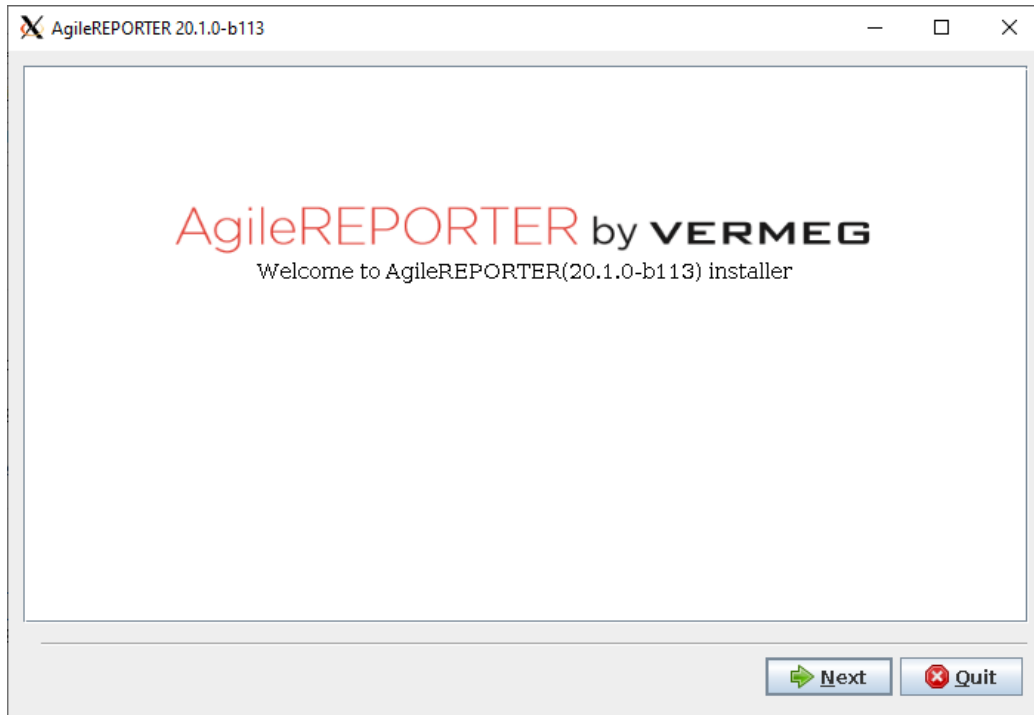 AgileREPORTER 20.1.0-b113
AgileREPORTER by VERMEG
Welcome to AgileREPORTER(20.1.0-b113) installer
Next Quit